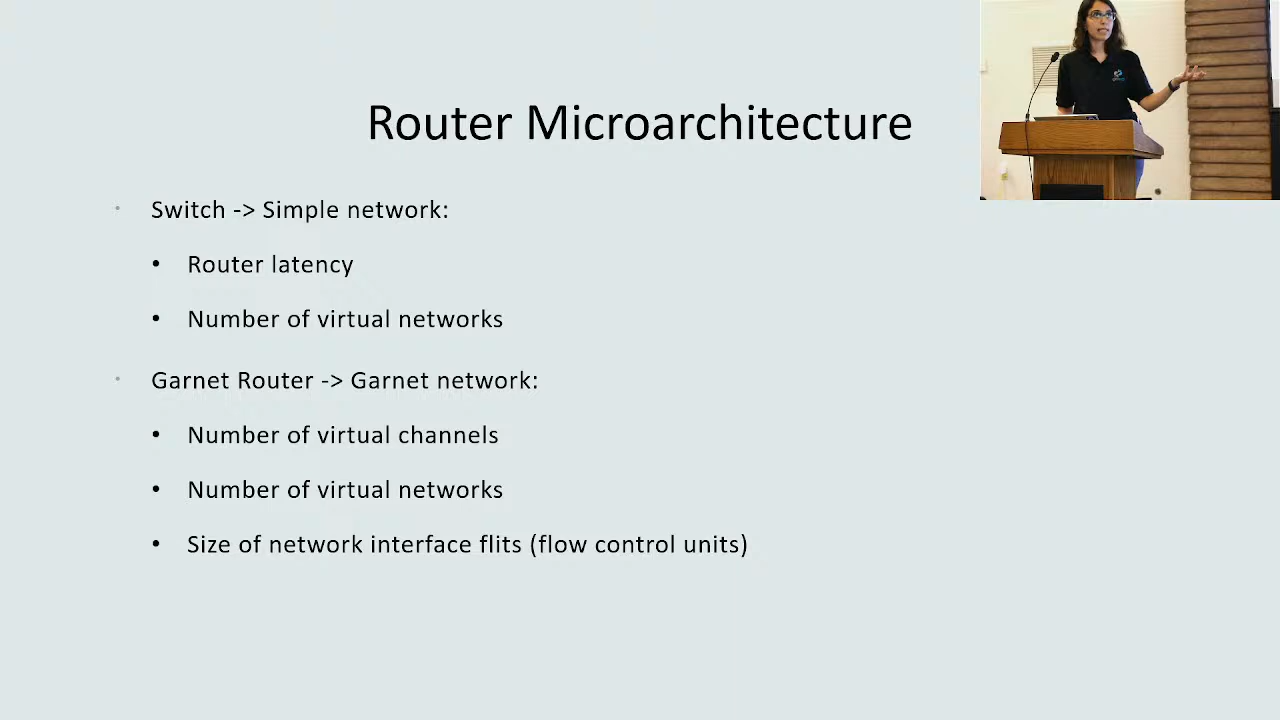 Router Microarchitecture
Switch -> Simple network:
Router latency
Number of virtual networks
Garnet Router -> Garnet network:
Number of virtual channels
Number of virtual networks
Size of network interface flits (flow control units)